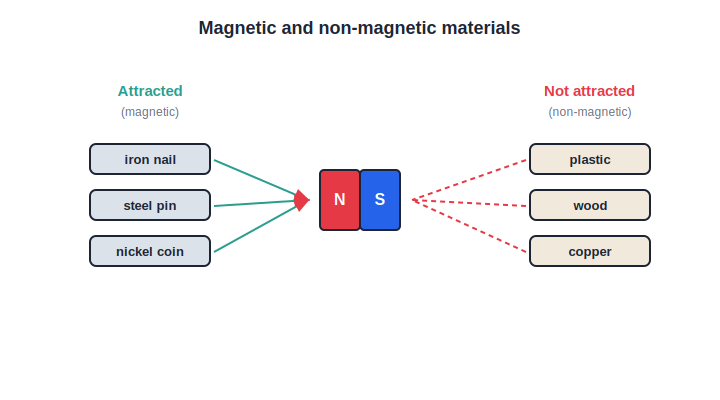 Magnetic and non-magnetic materials
Attracted
(magnetic)
iron nail
steel pin
nickel coin
N S
Not attracted
(non-magnetic)
plastic
wood
copper